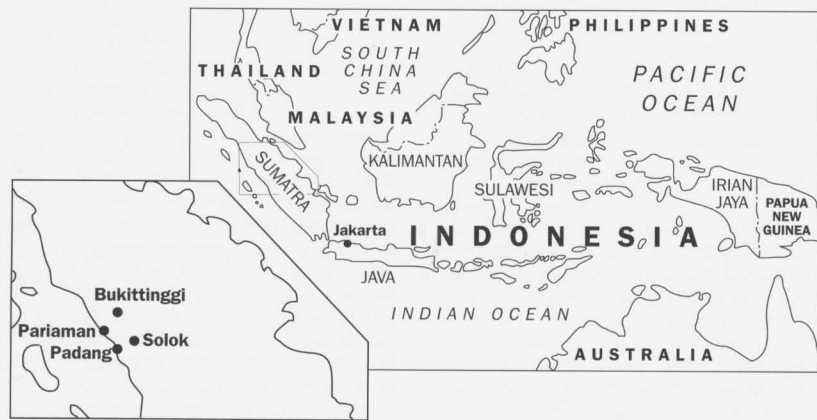 VIETNAM
PHILIPPINES
SOUTH
CHINA
SEA
THAILAND
PACIFIC
OCEAN
MALAYSIA
KALIMANTAN
SUMATRA
SULAWESI
IRIAN
JAYA
PAPUA
NEW
GUINEA
Jakarta
INDONESIA
JAVA
INDIAN OCEAN
AUSTRALIA
Bukittinggi
Pariaman
Solok
Padang